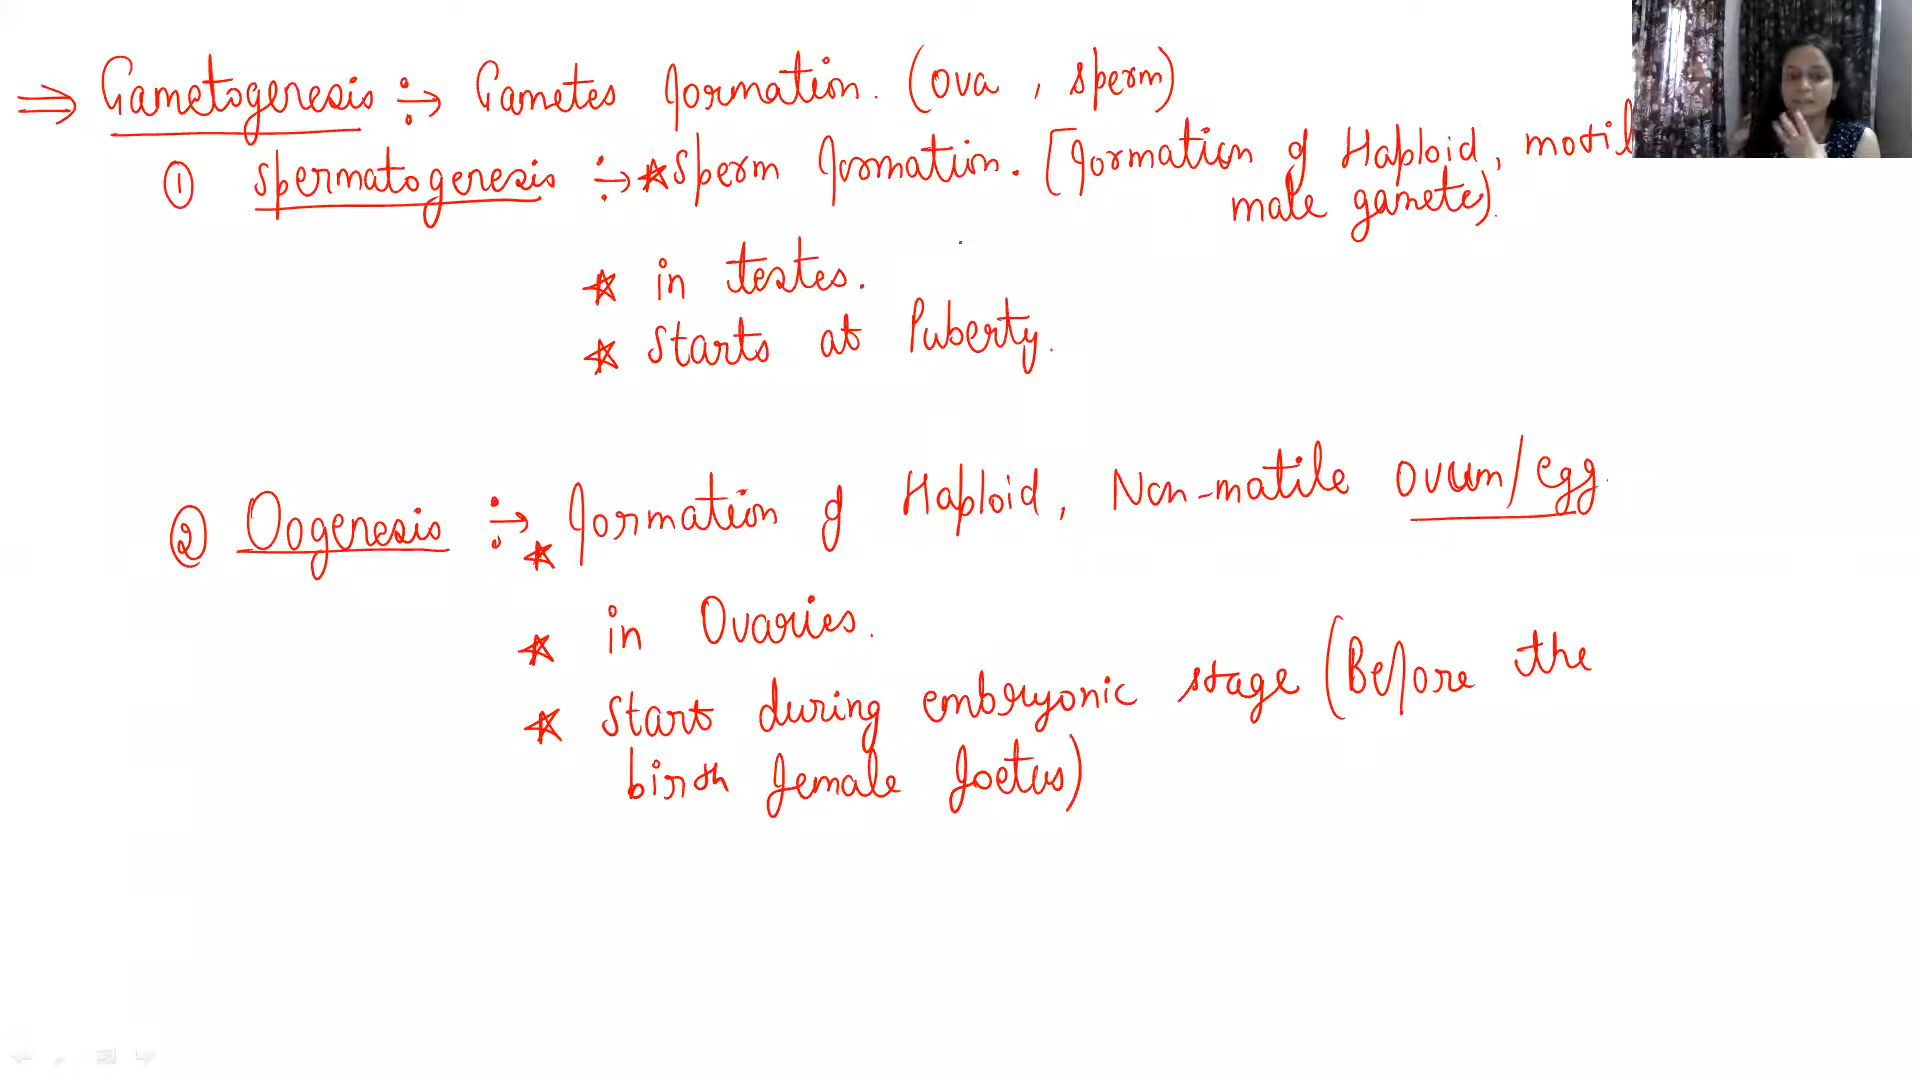 ⇒ Gametogenesis ÷→ Gametes formation. (ova , sperm)
① Spermatogenesis ÷→ ★ Sperm formation. [formation of Haploid, motil
male gamete).
★ in testes.
★ Starts at Puberty.
② Oogenesis ÷→ ★ formation of Haploid, Non-matile ovum/egg.
★ in Ovaries.
★ Starts during embryonic stage (Before the
birth female foetus)